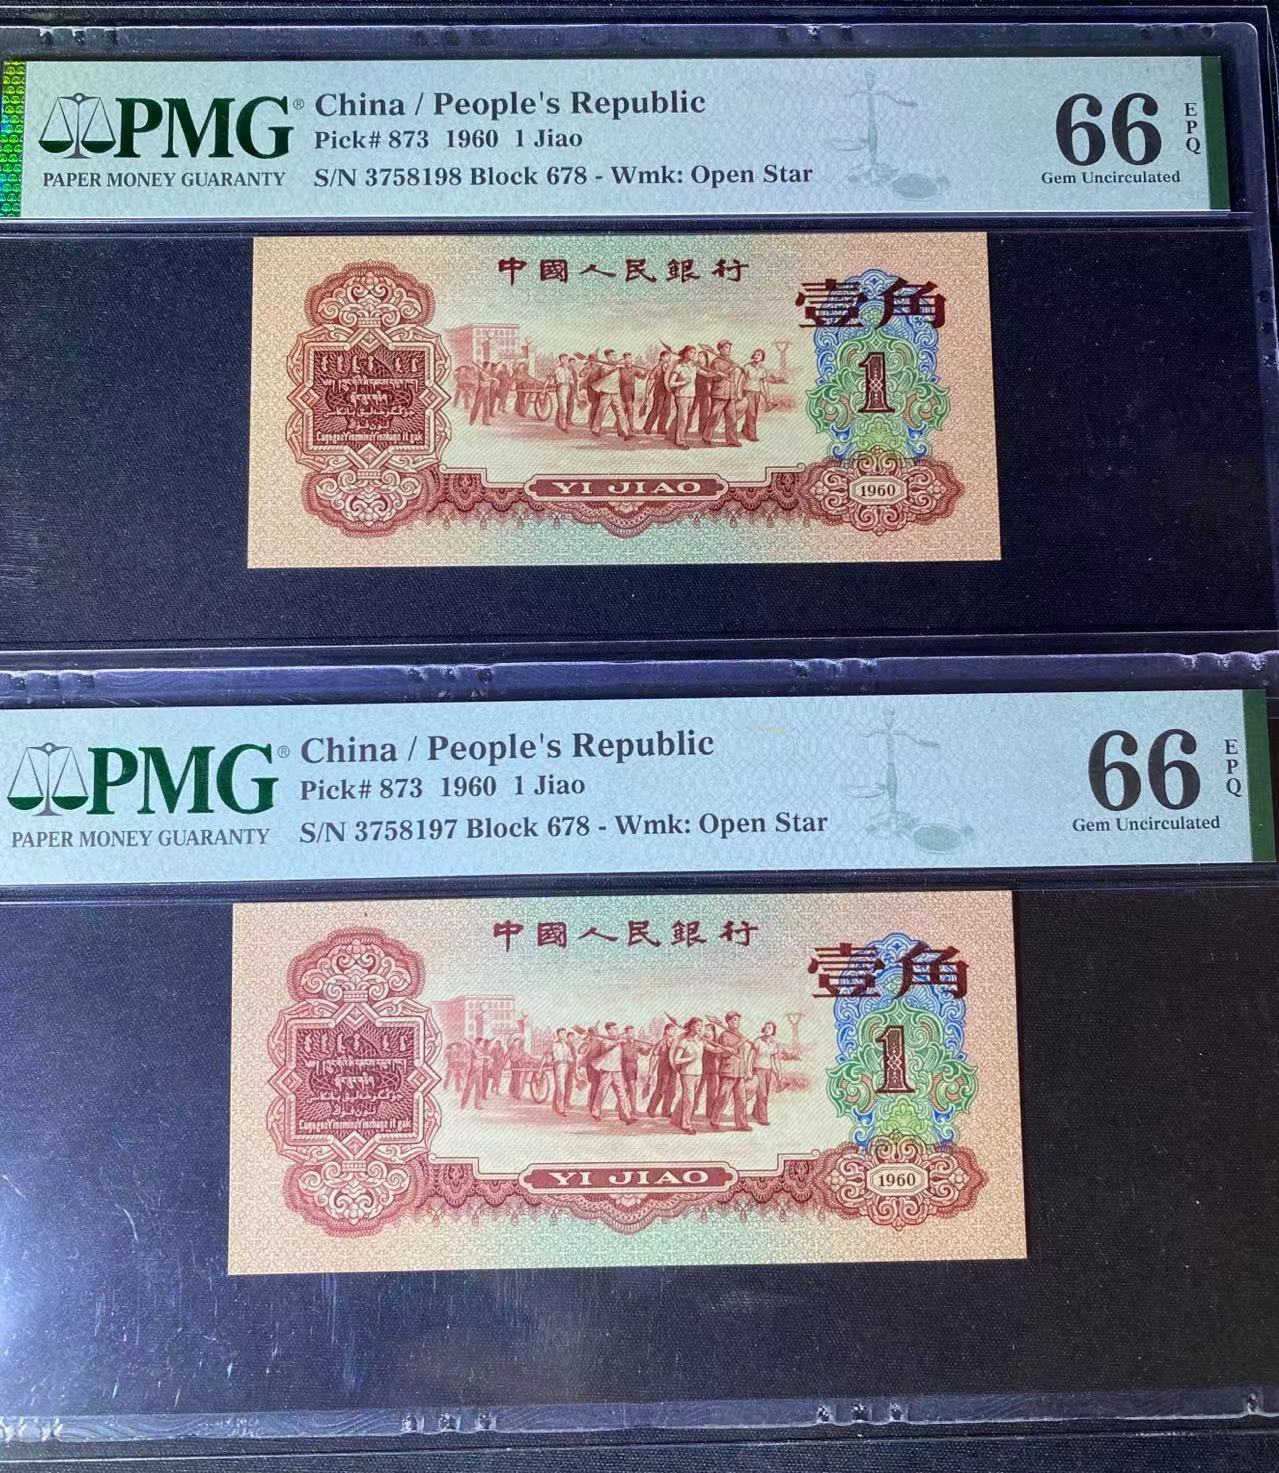 PMG®
PAPER MONEY GUARANTY
China / People's Republic
Pick# 873 1960 1 Jiao
S/N 3758198 Block 678 - Wmk: Open Star
66 EPQ
Gem Uncirculated
中國人民銀行
壹角
1
CuŋgozYinzminzYinzhangz It gak
YI JIAO
1960
PMG®
PAPER MONEY GUARANTY
China / People's Republic
Pick# 873 1960 1 Jiao
S/N 3758197 Block 678 - Wmk: Open Star
66 EPQ
Gem Uncirculated
中國人民銀行
壹角
1
YI JIAO
1960